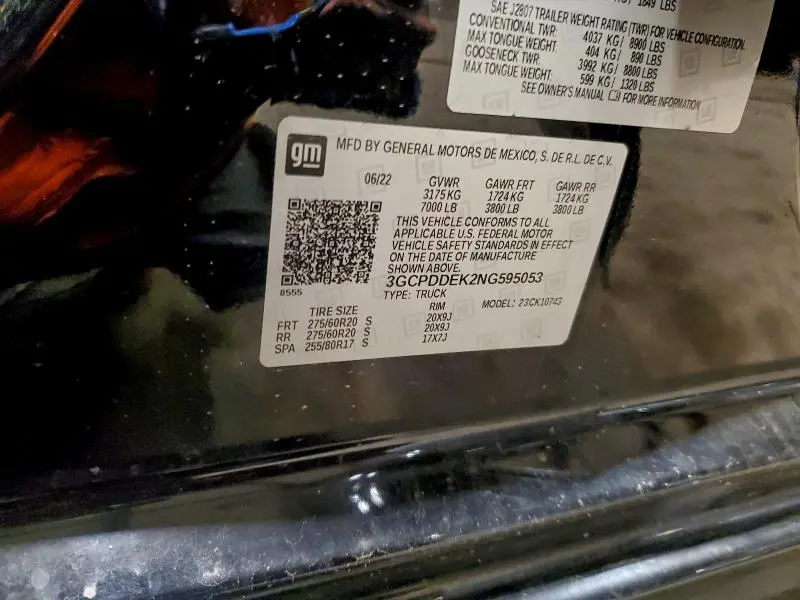 KG/ 1849 LBS
SAE J2807 TRAILER WEIGHT RATING (TWR) FOR VEHICLE CONFIGURATION.
CONVENTIONAL TWR: 4037 KG/ 8900 LBS
MAX TONGUE WEIGHT: 404 KG/ 890 LBS
GOOSENECK TWR: 3992 KG/ 8800 LBS
MAX TONGUE WEIGHT: 599 KG/ 1320 LBS
SEE OWNER'S MANUAL FOR MORE INFORMATION
gm
MFD BY GENERAL MOTORS DE MEXICO, S. DE R.L. DE C.V.
06/22 GVWR GAWR FRT GAWR RR
3175 KG 1724 KG 1724 KG
7000 LB 3800 LB 3800 LB
THIS VEHICLE CONFORMS TO ALL
APPLICABLE U.S. FEDERAL MOTOR
VEHICLE SAFETY STANDARDS IN EFFECT
ON THE DATE OF MANUFACTURE
SHOWN ABOVE.
3GCPDDEK2NG595053
8555
TYPE: TRUCK MODEL: 23CK10743
TIRE SIZE RIM
FRT 275/60R20 S 20X9J
RR 275/60R20 S 20X9J
SPA 255/80R17 S 17X7J